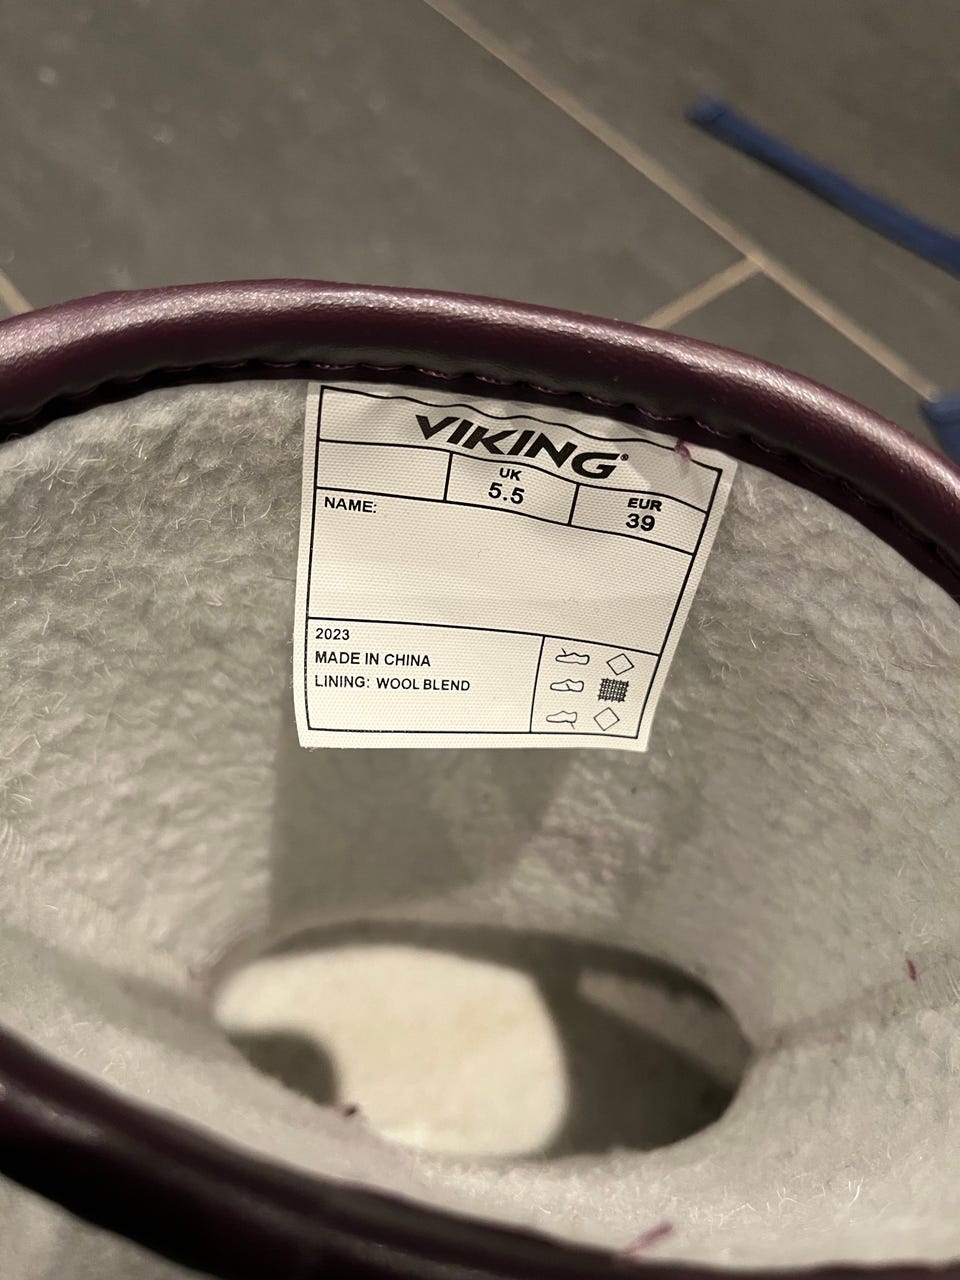 VIKING®
UK
5.5
EUR
39
NAME:
2023
MADE IN CHINA
LINING: WOOL BLEND